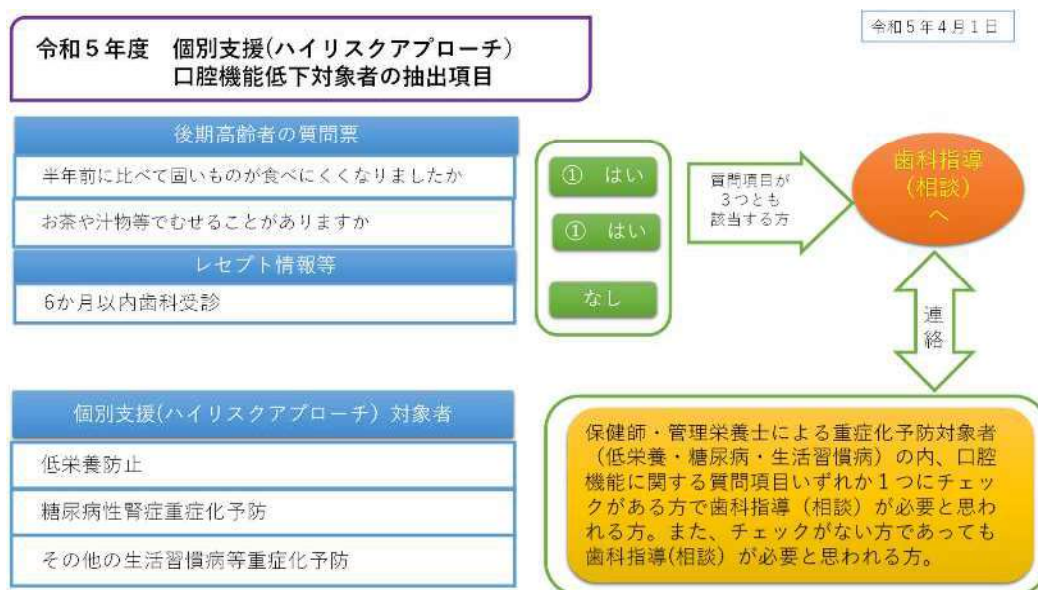 令和５年４月１日
令和５年度　個別支援(ハイリスクアプローチ)
口腔機能低下対象者の抽出項目
後期高齢者の質問票
半年前に比べて固いものが食べにくくなりましたか
お茶や汁物等でむせることがありますか
レセプト情報等
6か月以内歯科受診
①　はい
①　はい
なし
質問項目が
３つとも
該当する方
歯科指導
(相談)
へ
連
絡
個別支援(ハイリスクアプローチ）対象者
低栄養防止
糖尿病性腎症重症化予防
その他の生活習慣病等重症化予防
保健師・管理栄養士による重症化予防対象者
（低栄養・糖尿病・生活習慣病）の内、口腔
機能に関する質問項目いずれか１つにチェッ
クがある方で歯科指導（相談）が必要と思わ
れる方。また、チェックがない方であっても
歯科指導(相談）が必要と思われる方。